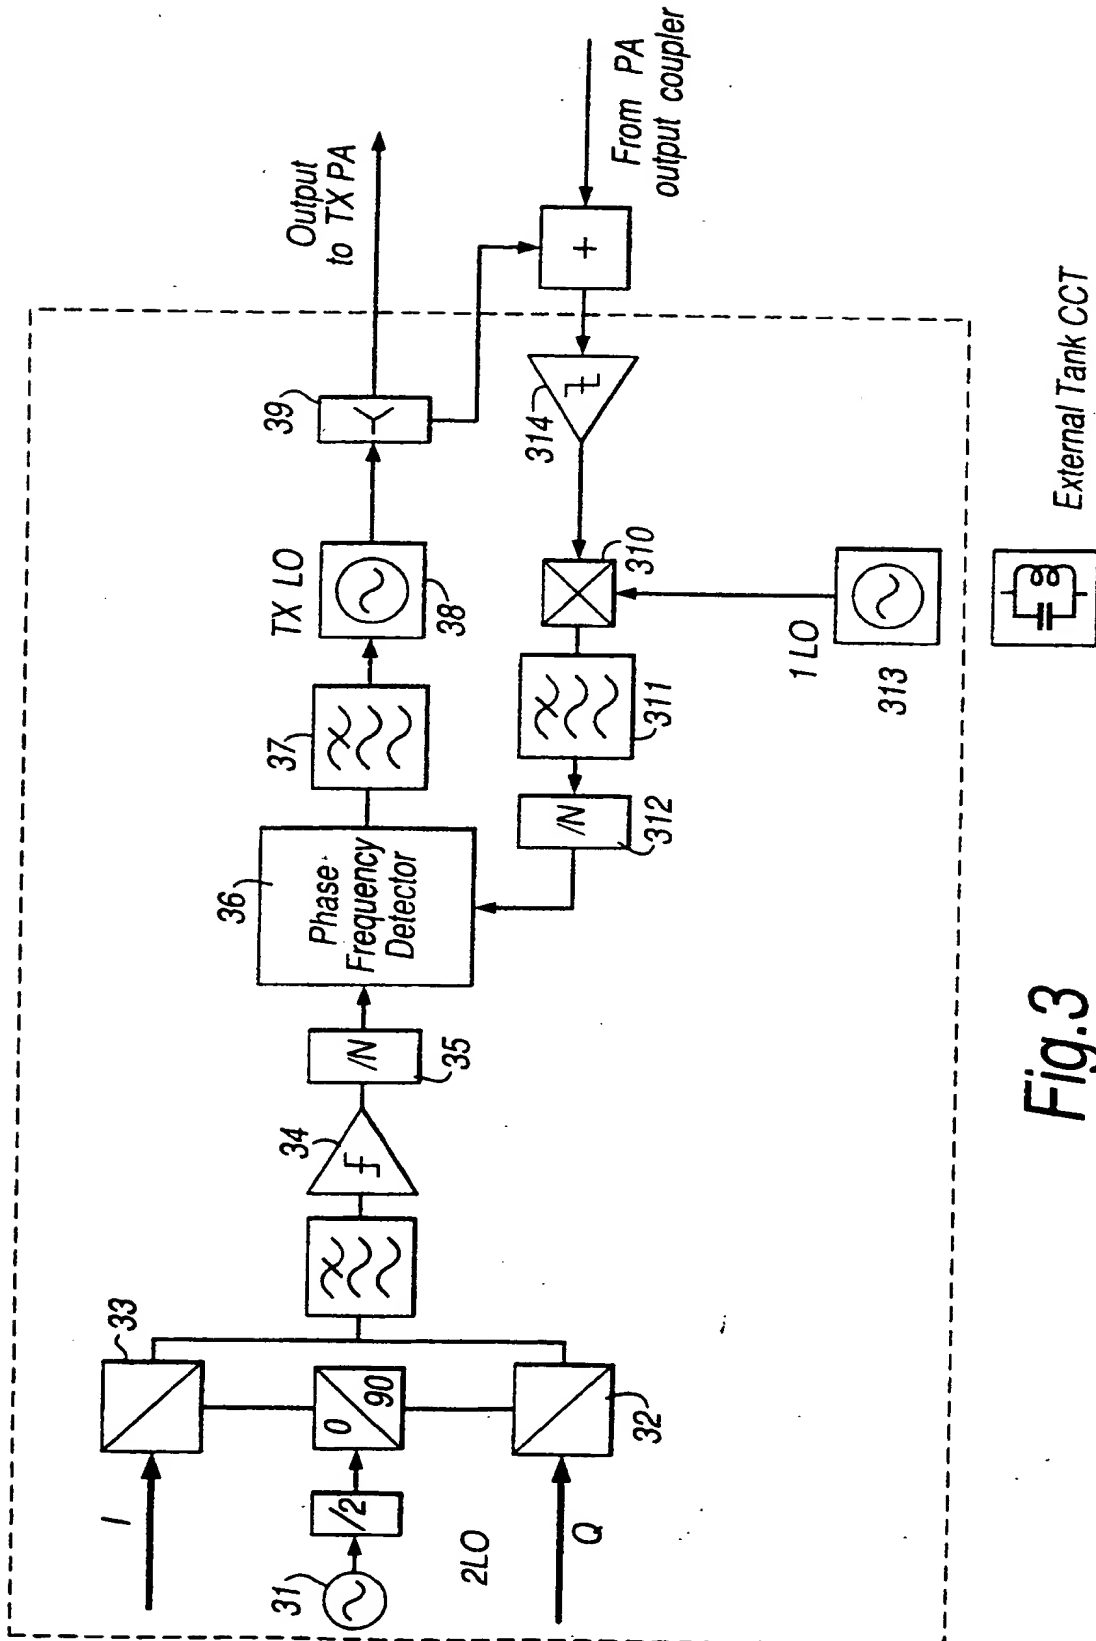 I
Q
31
/2
2LO
0
90
33
32
34
/N
35
36
Phase
Frequency
Detector
37
TX LO
38
39
Output
to TX PA
From PA
output coupler
+
314
310
311
/N
312
1 LO
313
External Tank CCT
Fig.3